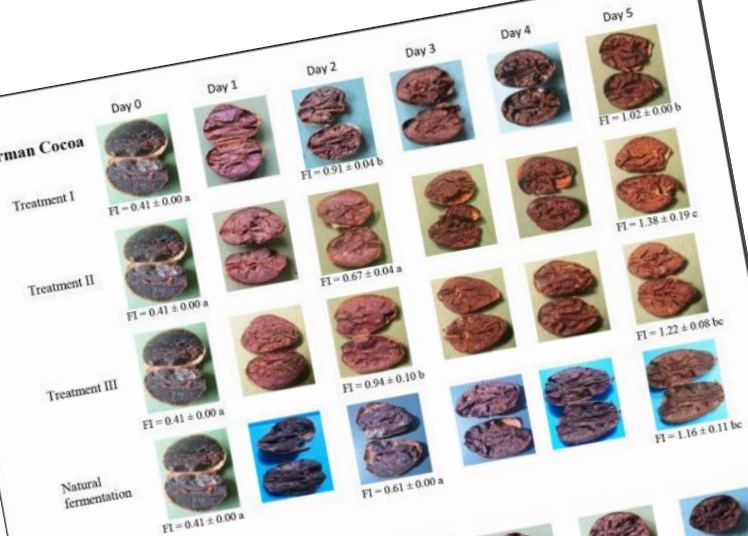 Day 0 Day 1 Day 2 Day 3 Day 4 Day 5
Cocoa
Treatment I
FI = 0.41 ± 0.00 a FI = 0.91 ± 0.04 b FI = 1.02 ± 0.00 b
Treatment II
FI = 0.41 ± 0.00 a FI = 0.67 ± 0.04 a FI = 1.38 ± 0.19 c
Treatment III
FI = 0.41 ± 0.00 a FI = 0.94 ± 0.10 b FI = 1.22 ± 0.08 bc
Natural
fermentation
FI = 0.41 ± 0.00 a FI = 0.61 ± 0.00 a FI = 1.16 ± 0.11 bc